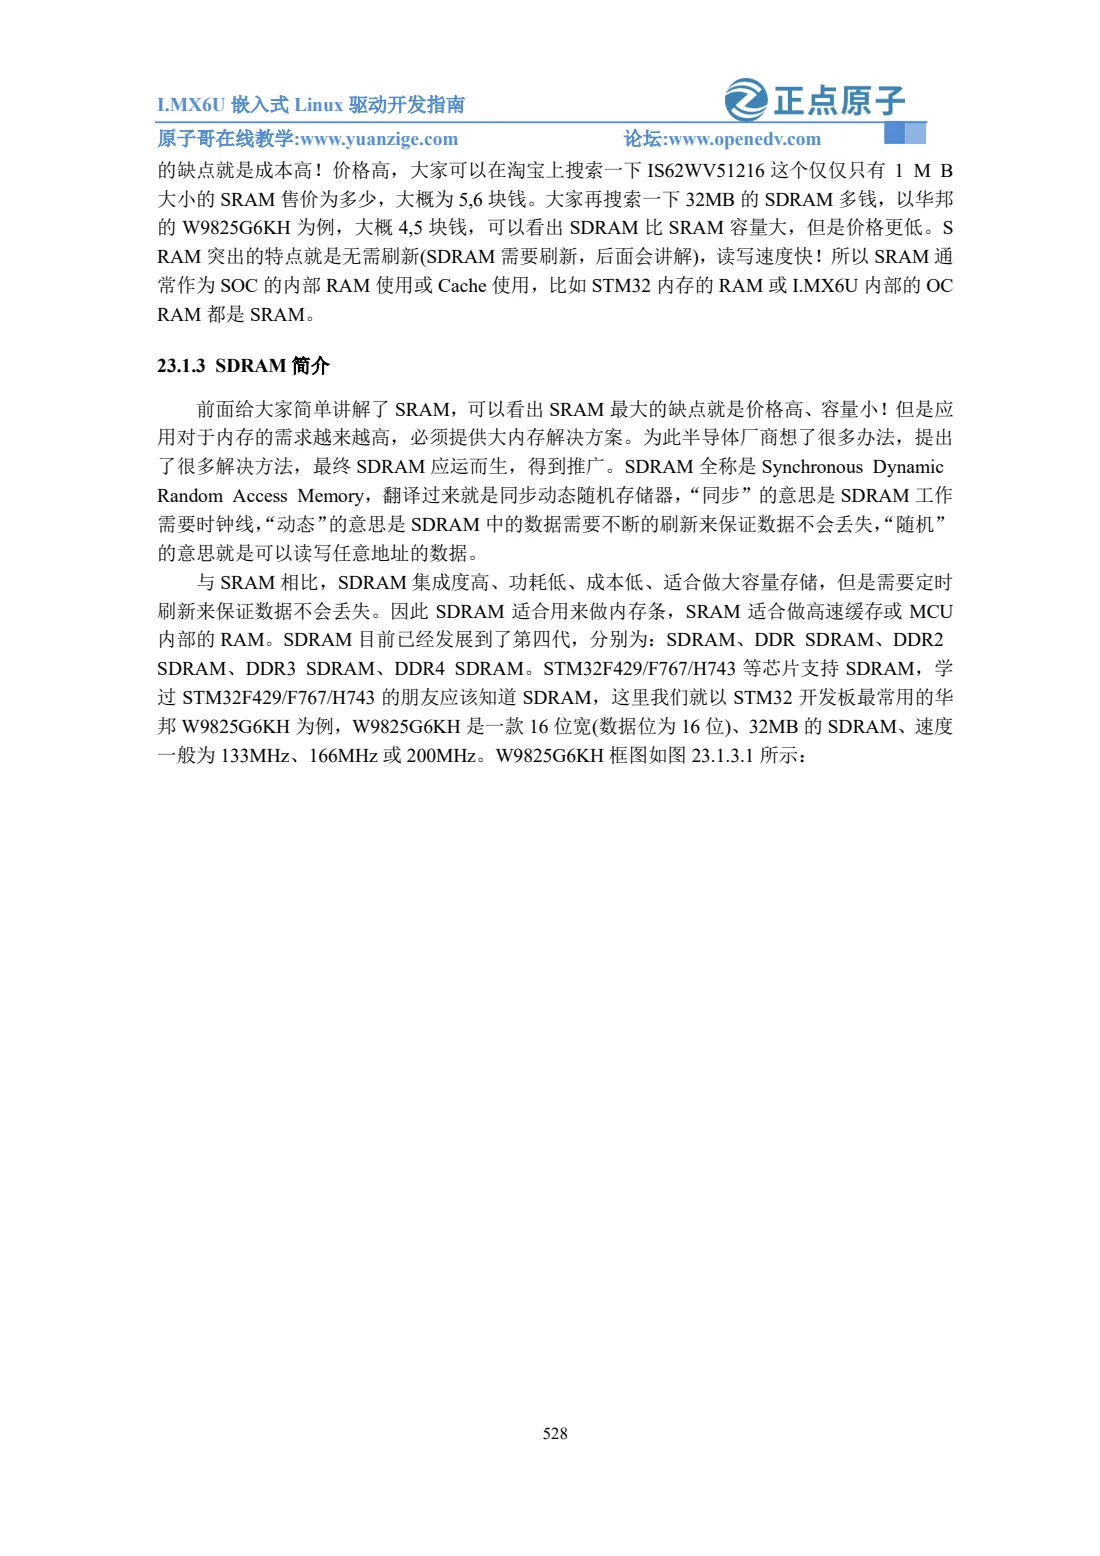 I.MX6U 嵌入式 Linux 驱动开发指南
正点原子
原子哥在线教学:www.yuanzige.com 论坛:www.openedv.com
的缺点就是成本高！价格高，大家可以在淘宝上搜索一下 IS62WV51216 这个仅仅只有 1 M B
大小的 SRAM 售价为多少，大概为 5,6 块钱。大家再搜索一下 32MB 的 SDRAM 多钱，以华邦
的 W9825G6KH 为例，大概 4,5 块钱，可以看出 SDRAM 比 SRAM 容量大，但是价格更低。S
RAM 突出的特点就是无需刷新(SDRAM 需要刷新，后面会讲解)，读写速度快！所以 SRAM 通
常作为 SOC 的内部 RAM 使用或 Cache 使用，比如 STM32 内存的 RAM 或 I.MX6U 内部的 OC
RAM 都是 SRAM。
23.1.3 SDRAM 简介
前面给大家简单讲解了 SRAM，可以看出 SRAM 最大的缺点就是价格高、容量小！但是应
用对于内存的需求越来越高，必须提供大内存解决方案。为此半导体厂商想了很多办法，提出
了很多解决方法，最终 SDRAM 应运而生，得到推广。SDRAM 全称是 Synchronous Dynamic
Random Access Memory，翻译过来就是同步动态随机存储器，“同步”的意思是 SDRAM 工作
需要时钟线，“动态”的意思是 SDRAM 中的数据需要不断的刷新来保证数据不会丢失，“随机”
的意思就是可以读写任意地址的数据。
与 SRAM 相比，SDRAM 集成度高、功耗低、成本低、适合做大容量存储，但是需要定时
刷新来保证数据不会丢失。因此 SDRAM 适合用来做内存条，SRAM 适合做高速缓存或 MCU
内部的 RAM。SDRAM 目前已经发展到了第四代，分别为：SDRAM、DDR SDRAM、DDR2
SDRAM、DDR3 SDRAM、DDR4 SDRAM。STM32F429/F767/H743 等芯片支持 SDRAM，学
过 STM32F429/F767/H743 的朋友应该知道 SDRAM，这里我们就以 STM32 开发板最常用的华
邦 W9825G6KH 为例，W9825G6KH 是一款 16 位宽(数据位为 16 位)、32MB 的 SDRAM、速度
一般为 133MHz、166MHz 或 200MHz。W9825G6KH 框图如图 23.1.3.1 所示：
528